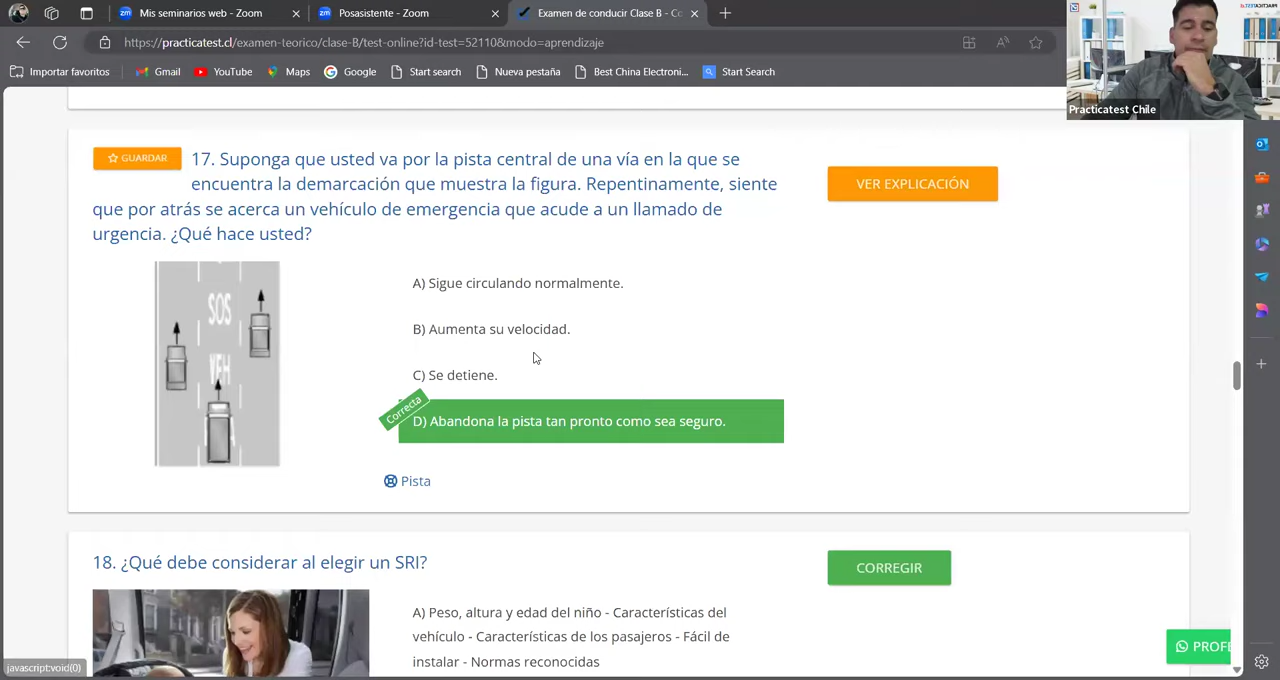 Mis seminarios web - Zoom
Posasistente - Zoom
Examen de conducir Clase B - Co
https://practicatest.cl/examen-teorico/clase-B/test-online?id-test=52110&modo=aprendizaje
Importar favoritos
Gmail
YouTube
Maps
Google
Start search
Nueva pestaña
Best China Electroni...
Start Search
Practicatest Chile
GUARDAR
17. Suponga que usted va por la pista central de una vía en la que se
encuentra la demarcación que muestra la figura. Repentinamente, siente
que por atrás se acerca un vehículo de emergencia que acude a un llamado de
urgencia. ¿Qué hace usted?
VER EXPLICACIÓN
SOS
VEH
A) Sigue circulando normalmente.
B) Aumenta su velocidad.
C) Se detiene.
Correcta
D) Abandona la pista tan pronto como sea seguro.
Pista
18. ¿Qué debe considerar al elegir un SRI?
CORREGIR
A) Peso, altura y edad del niño - Características del
vehículo - Características de los pasajeros - Fácil de
instalar - Normas reconocidas
PROFE
javascript:void(0)